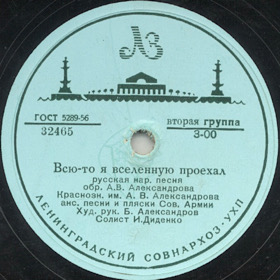 ЛЗ
ГОСТ 5289-56
32465
вторая группа
3-00
Всю-то я вселенную проехал
русская нар. песня
обр. А.В. Александрова
Краснозн. им. А. В. Александрова
анс. песни и пляски Сов. Армии
Худ. рук. Б. Александров
Солист И.Диденко
ЛЕНИНГРАДСКИЙ СОВНАРХОЗ·УХП